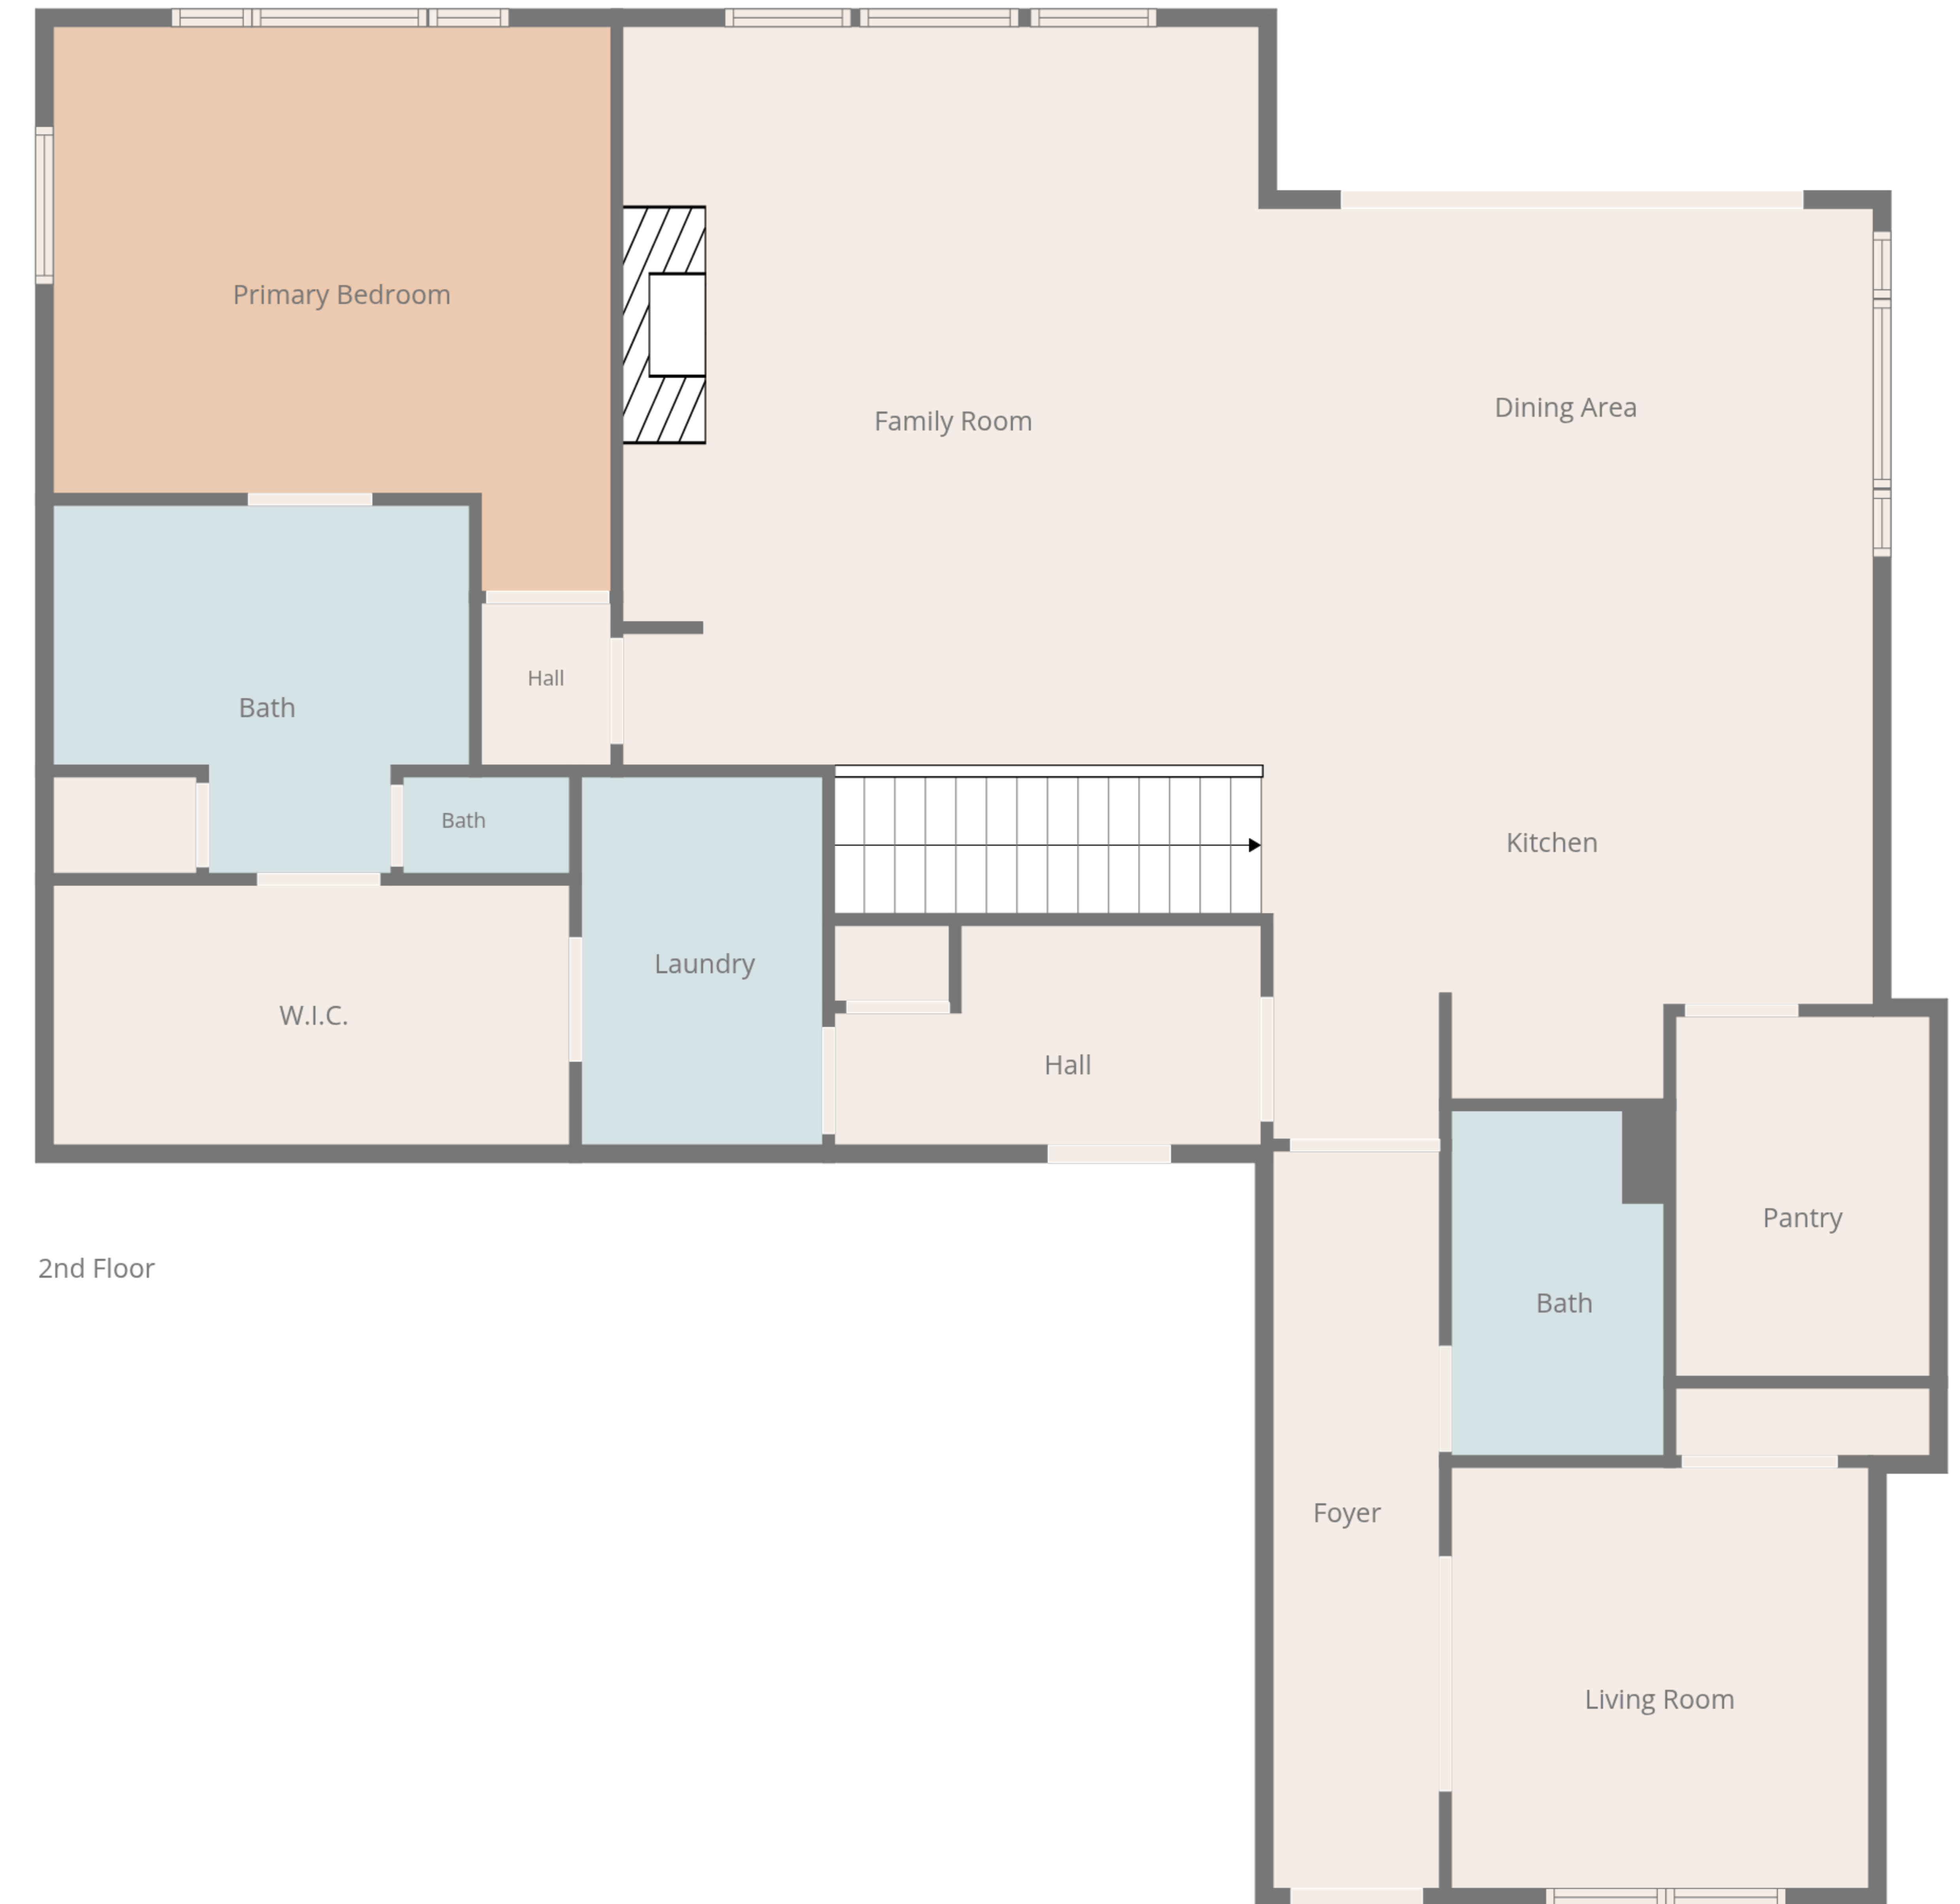 Primary Bedroom
Family Room
Dining Area
Hall
Bath
Bath
Kitchen
Laundry
W.I.C.
Hall
Pantry
2nd Floor
Bath
Foyer
Living Room